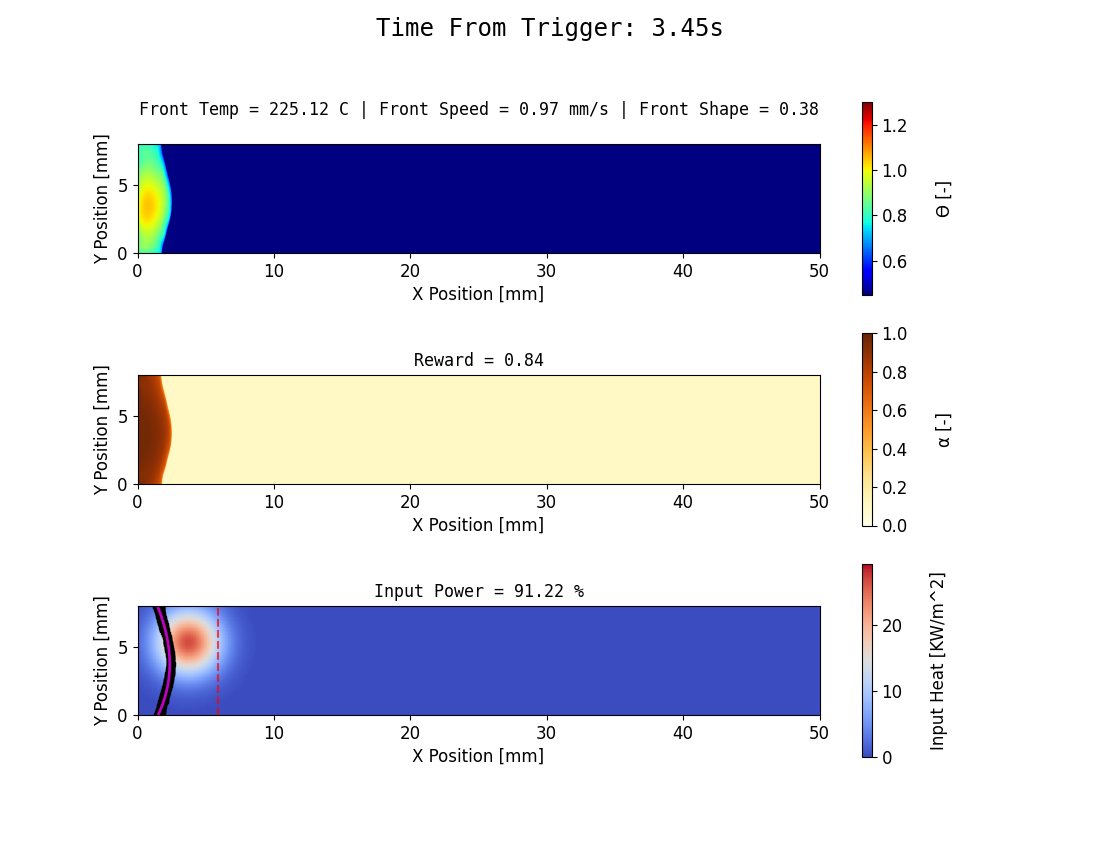 Time From Trigger: 3.45s
Front Temp = 225.12 C | Front Speed = 0.97 mm/s | Front Shape = 0.38
Y Position [mm]
5
0
0 10 20 30 40 50
X Position [mm]
1.2
1.0
0.8
0.6
Θ [-]
Reward = 0.84
Y Position [mm]
5
0
0 10 20 30 40 50
X Position [mm]
1.0
0.8
0.6
0.4
0.2
0.0
α [-]
Input Power = 91.22 %
Y Position [mm]
5
0
0 10 20 30 40 50
X Position [mm]
20
10
0
Input Heat [KW/m^2]